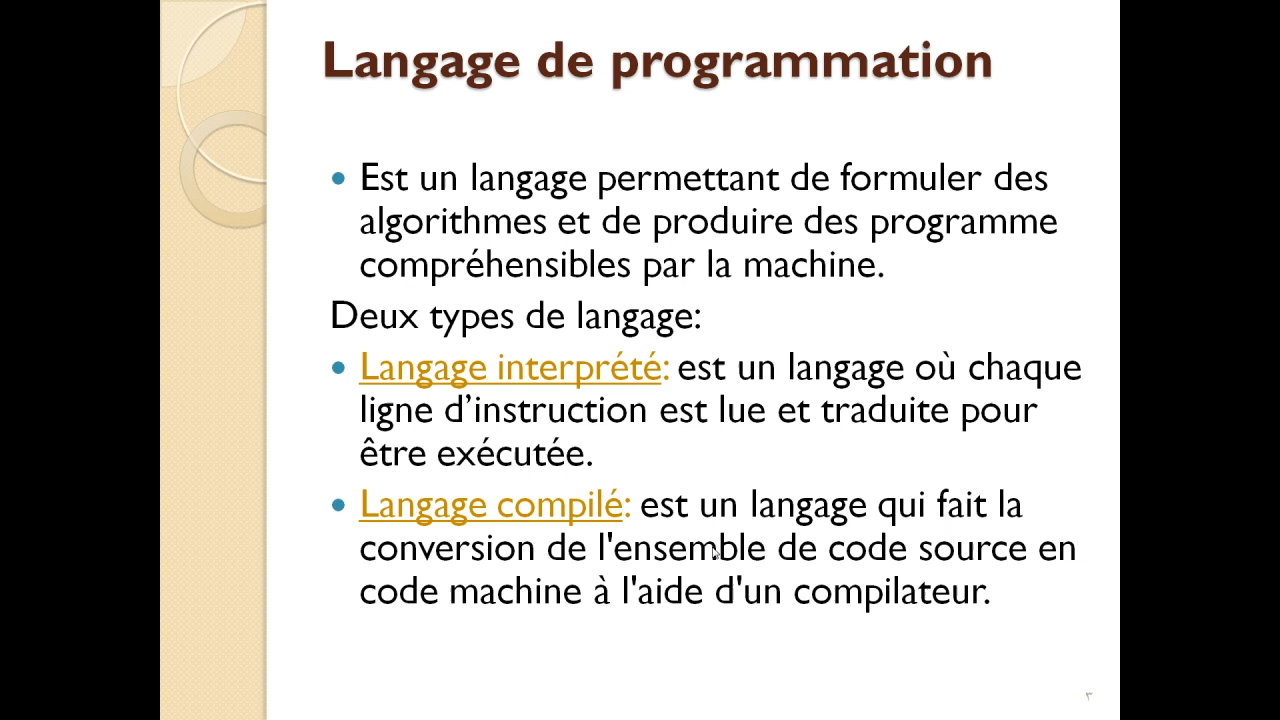 Langage de programmation
• Est un langage permettant de formuler des
algorithmes et de produire des programme
compréhensibles par la machine.
Deux types de langage:
• Langage interprété: est un langage où chaque
ligne d’instruction est lue et traduite pour
être exécutée.
• Langage compilé: est un langage qui fait la
conversion de l'ensemble de code source en
code machine à l'aide d'un compilateur.
٣